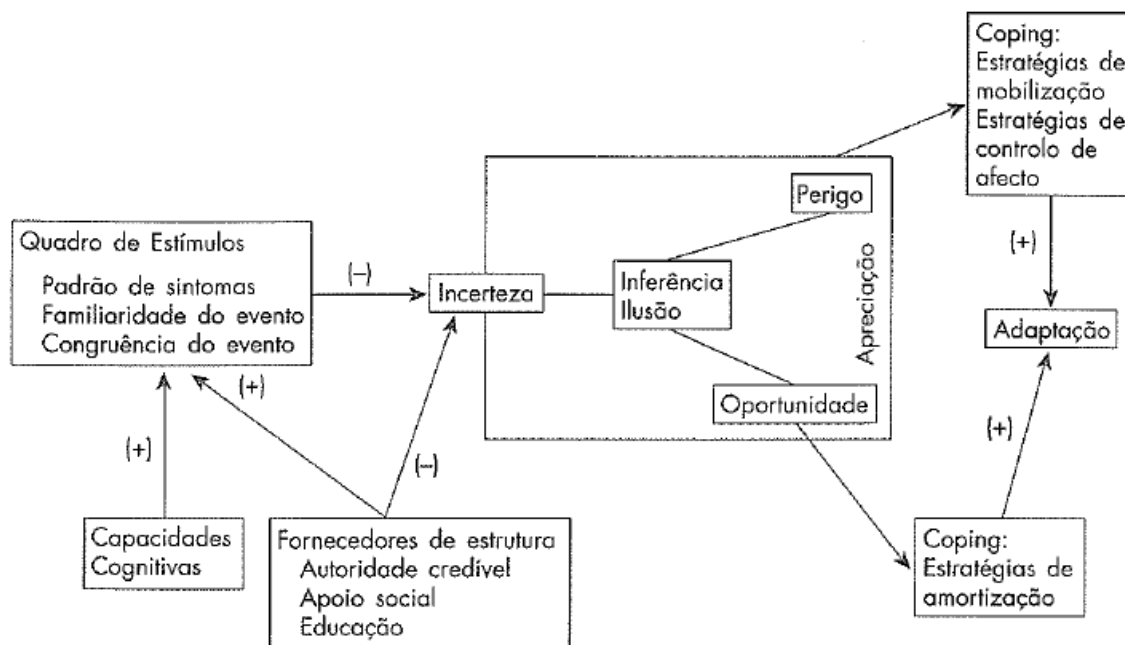 Coping:
Estratégias de
mobilização
Estratégias de
controlo de
afecto
Perigo
Quadro de Estímulos
Padrão de sintomas
Familiaridade do evento
Congruência do evento
(–)
Incerteza
Inferência
Ilusão
Apreciação
(+)
Adaptação
Oportunidade
(+)
(+)
(–)
(+)
Capacidades
Cognitivas
Fornecedores de estrutura
Autoridade credível
Apoio social
Educação
Coping:
Estratégias de
amortização